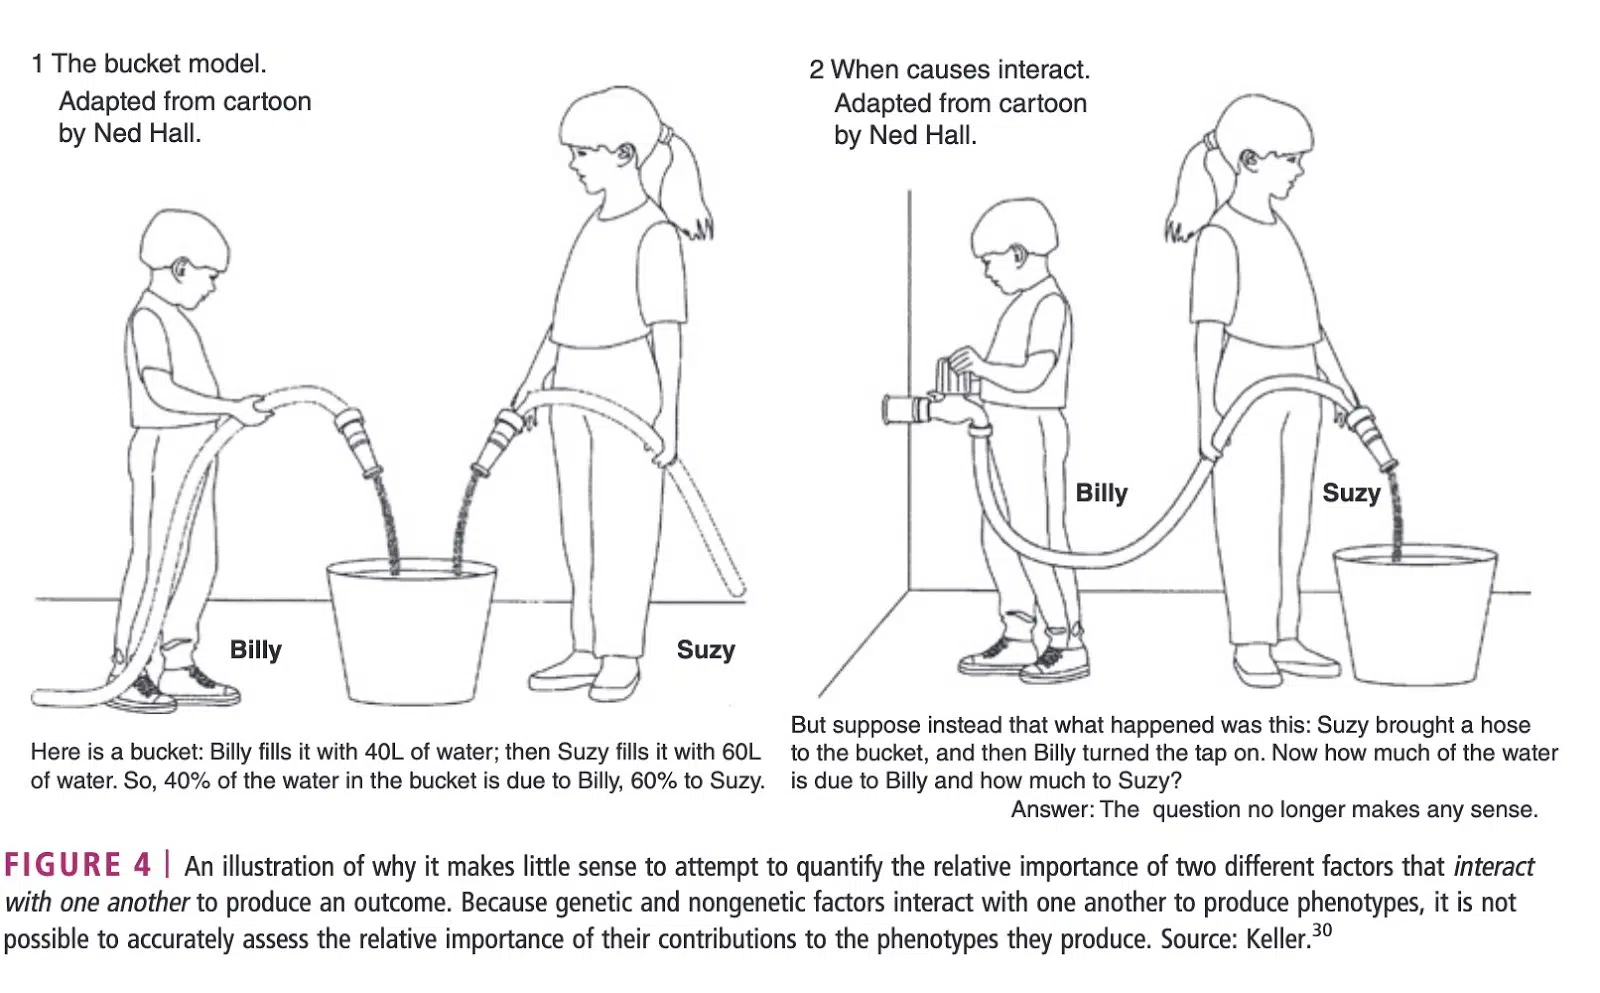 1 The bucket model.
Adapted from cartoon
by Ned Hall.
2 When causes interact.
Adapted from cartoon
by Ned Hall.
Billy
Suzy
Billy
Suzy
Here is a bucket: Billy fills it with 40L of water; then Suzy fills it with 60L
of water. So, 40% of the water in the bucket is due to Billy, 60% to Suzy.
But suppose instead that what happened was this: Suzy brought a hose
to the bucket, and then Billy turned the tap on. Now how much of the water
is due to Billy and how much to Suzy?
Answer: The question no longer makes any sense.
FIGURE 4 | An illustration of why it makes little sense to attempt to quantify the relative importance of two different factors that interact
with one another to produce an outcome. Because genetic and nongenetic factors interact with one another to produce phenotypes, it is not
possible to accurately assess the relative importance of their contributions to the phenotypes they produce. Source: Keller.30